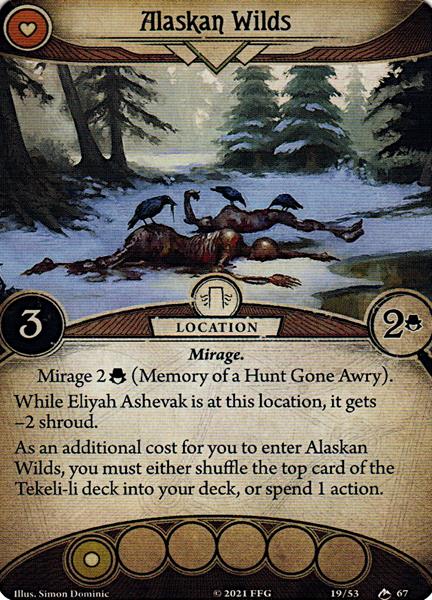 Alaskan Wilds
3
2
LOCATION
Mirage.
Mirage 2 (Memory of a Hunt Gone Awry).
While Eliyah Ashevak is at this location, it gets
–2 shroud.
As an additional cost for you to enter Alaskan
Wilds, you must either shuffle the top card of the
Tekeli-li deck into your deck, or spend 1 action.
Illus. Simon Dominic © 2021 FFG 19/53 67